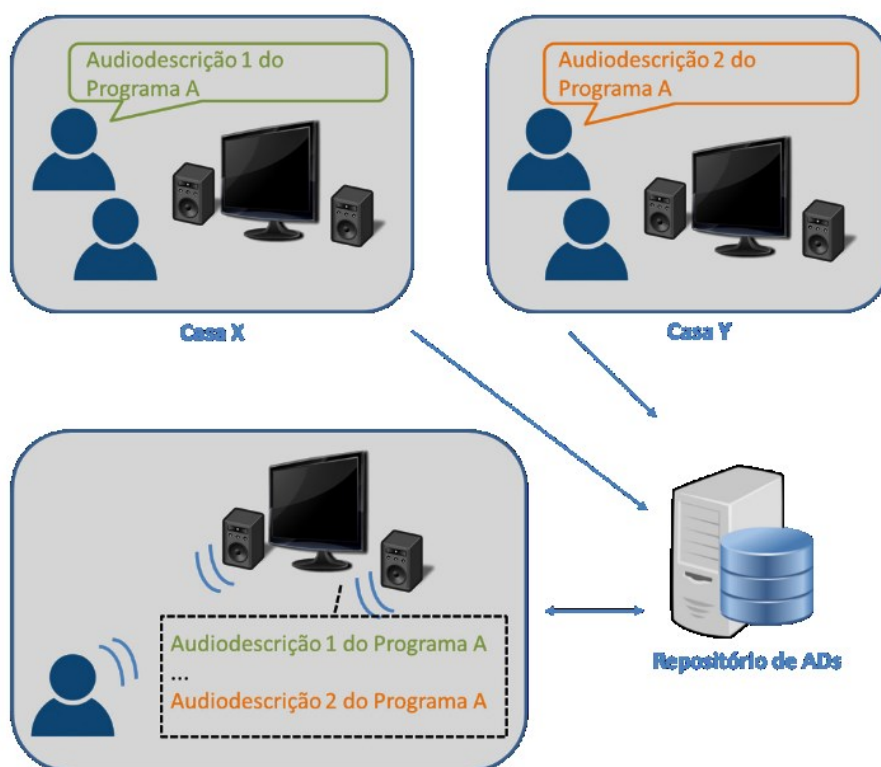 Audiodescrição 1 do
Programa A
Audiodescrição 2 do
Programa A
Casa X
Casa Y
Audiodescrição 1 do Programa A
...
Audiodescrição 2 do Programa A
Repositório de ADs